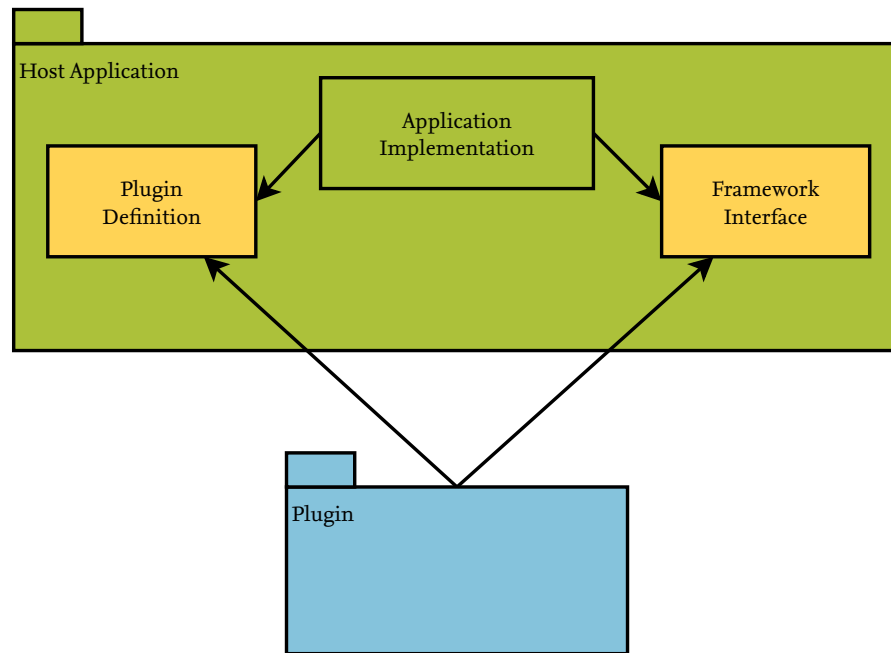 Host Application
Application
Implementation
Plugin
Definition
Framework
Interface
Plugin